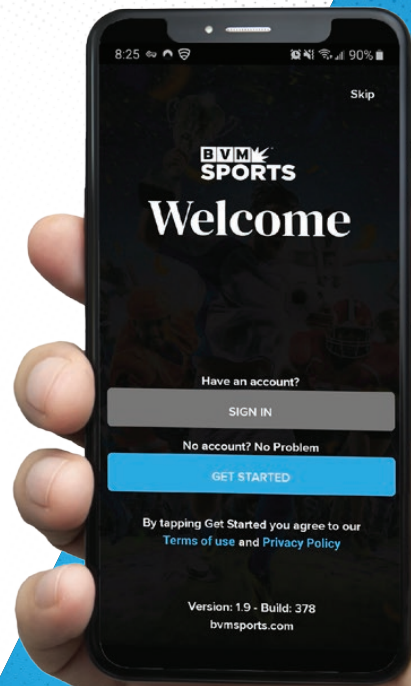 8:25
90%
Skip
BVM
SPORTS
Welcome
Have an account?
SIGN IN
No account? No Problem
GET STARTED
By tapping Get Started you agree to our
Terms of use and Privacy Policy
Version: 1.9 - Build: 378
bvmsports.com